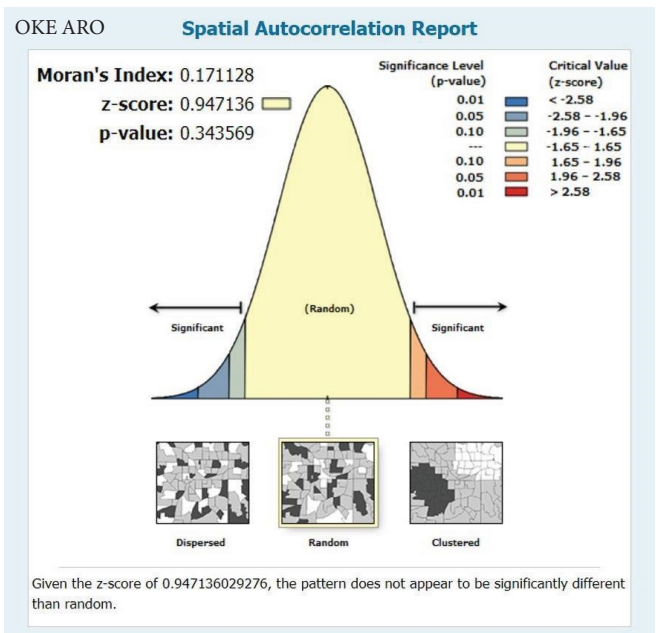 OKE ARO
Spatial Autocorrelation Report
Moran's Index: 0.171128
z-score: 0.947136
p-value: 0.343569
Significance Level
(p-value)
Critical Value
(z-score)
0.01 < -2.58
0.05 -2.58 - -1.96
0.10 -1.96 - -1.65
--- -1.65 - 1.65
0.10 1.65 - 1.96
0.05 1.96 - 2.58
0.01 > 2.58
(Random)
Significant
Significant
Dispersed
Random
Clustered
Given the z-score of 0.947136029276, the pattern does not appear to be significantly different
than random.